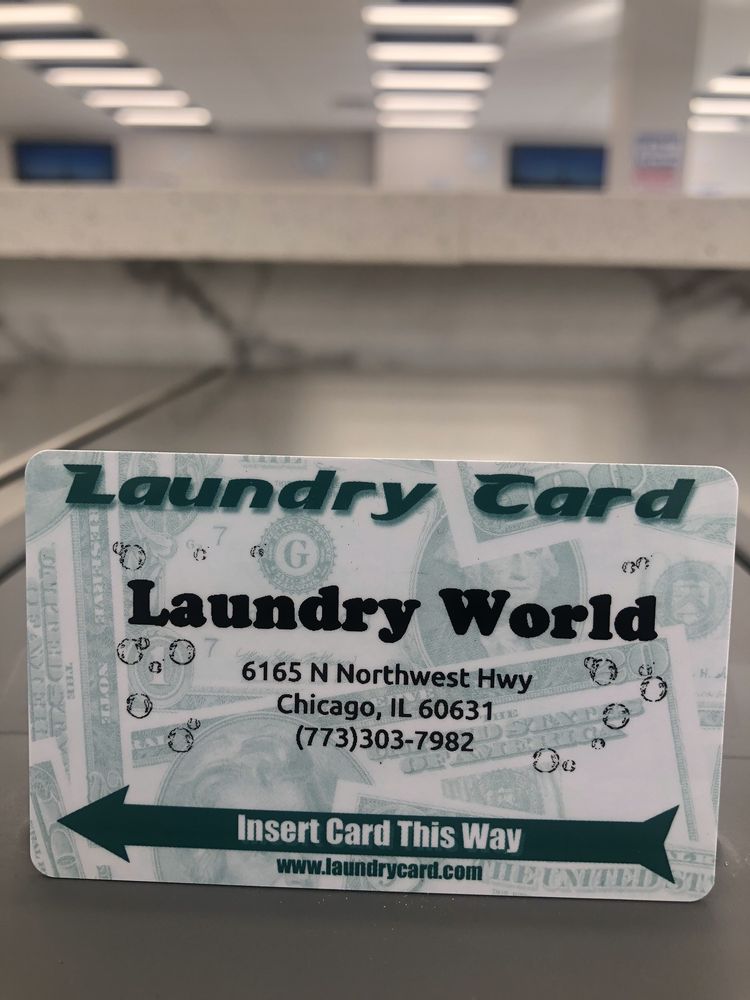 Laundry Card
Laundry World
6165 N Northwest Hwy
Chicago, IL 60631
(773)303-7982
Insert Card This Way
www.laundrycard.com